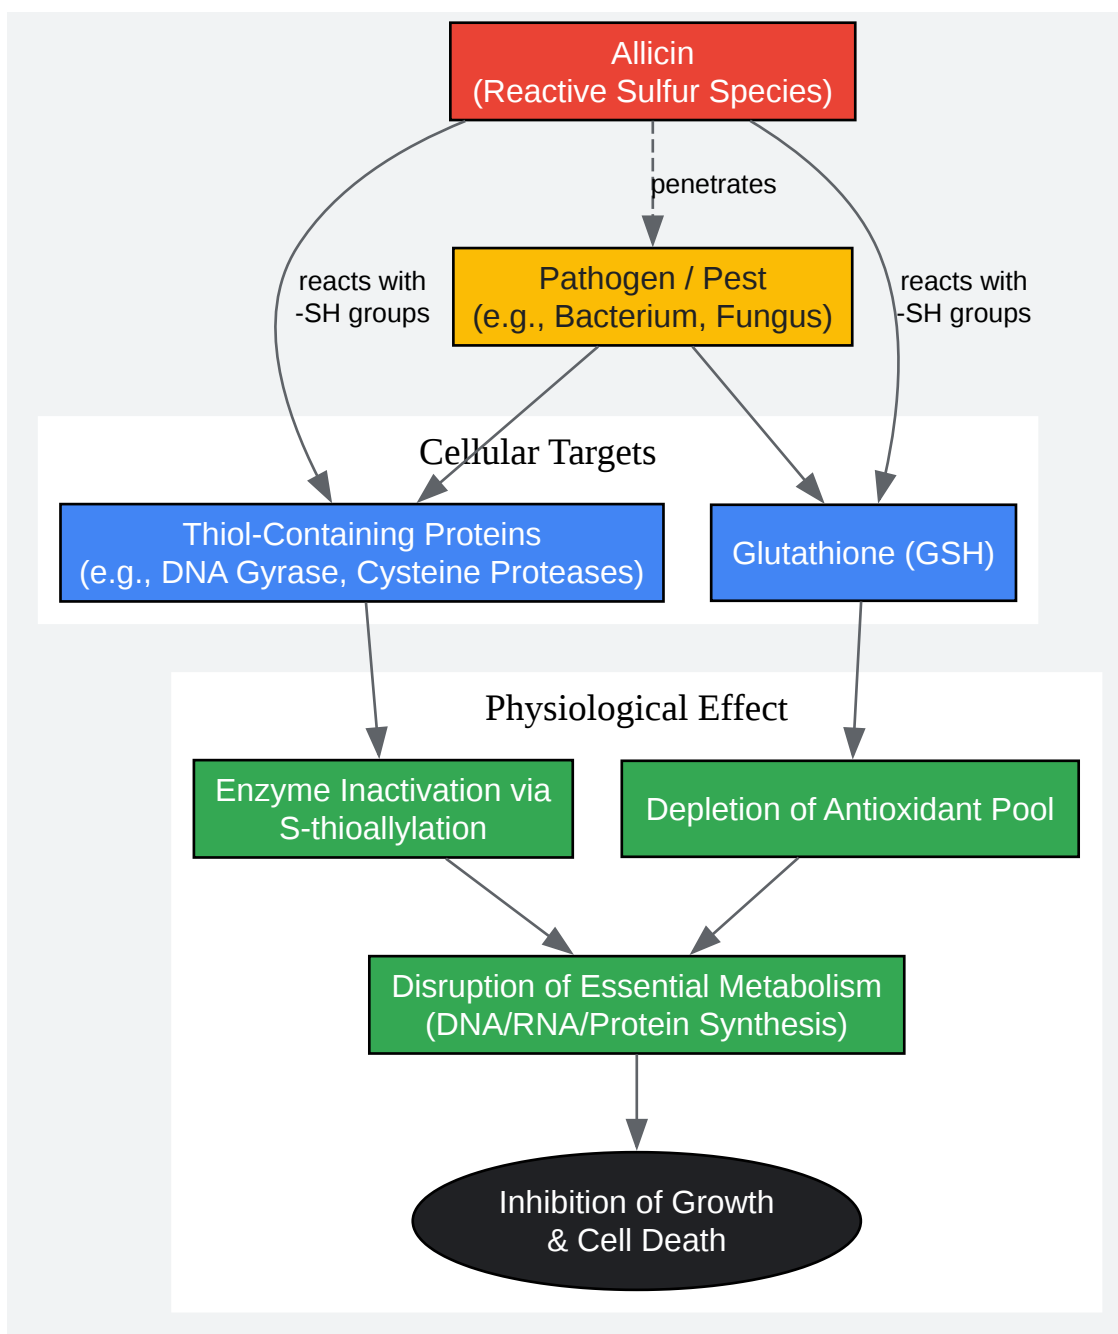 Allicin
(Reactive Sulfur Species)
penetrates
reacts with
-SH groups
Pathogen / Pest
(e.g., Bacterium, Fungus)
reacts with
-SH groups
Cellular Targets
Thiol-Containing Proteins
(e.g., DNA Gyrase, Cysteine Proteases)
Glutathione (GSH)
Physiological Effect
Enzyme Inactivation via
S-thioallylation
Depletion of Antioxidant Pool
Disruption of Essential Metabolism
(DNA/RNA/Protein Synthesis)
Inhibition of Growth
& Cell Death